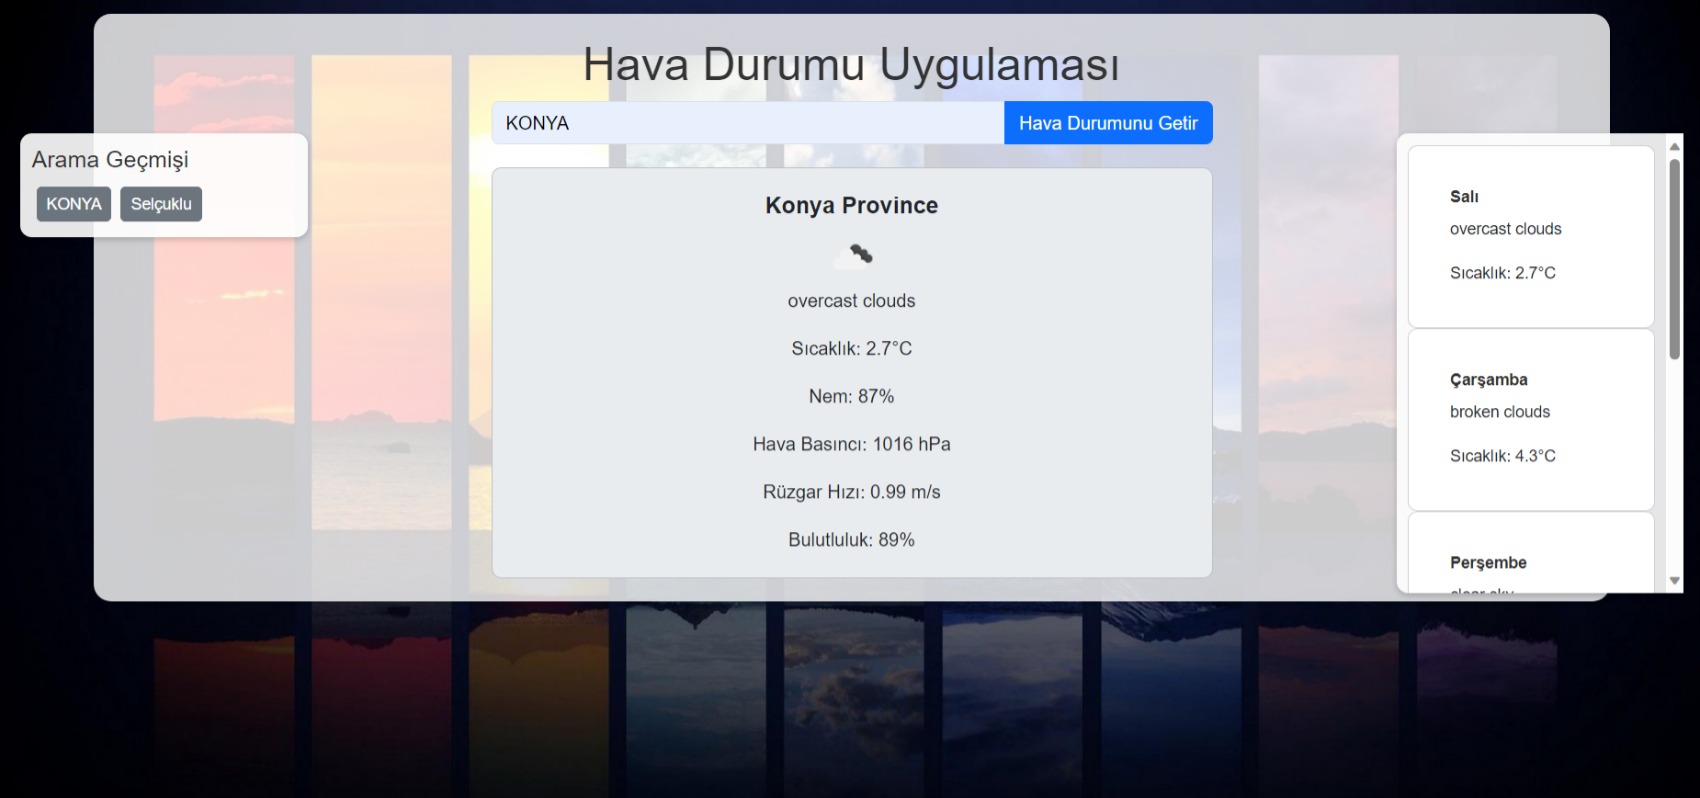 Hava Durumu Uygulaması
KONYA
Hava Durumunu Getir
Arama Geçmişi
KONYA
Selçuklu
Konya Province
overcast clouds
Sıcaklık: 2.7°C
Nem: 87%
Hava Basıncı: 1016 hPa
Rüzgar Hızı: 0.99 m/s
Bulutluluk: 89%
Salı
overcast clouds
Sıcaklık: 2.7°C
Çarşamba
broken clouds
Sıcaklık: 4.3°C
Perşembe
clear sky